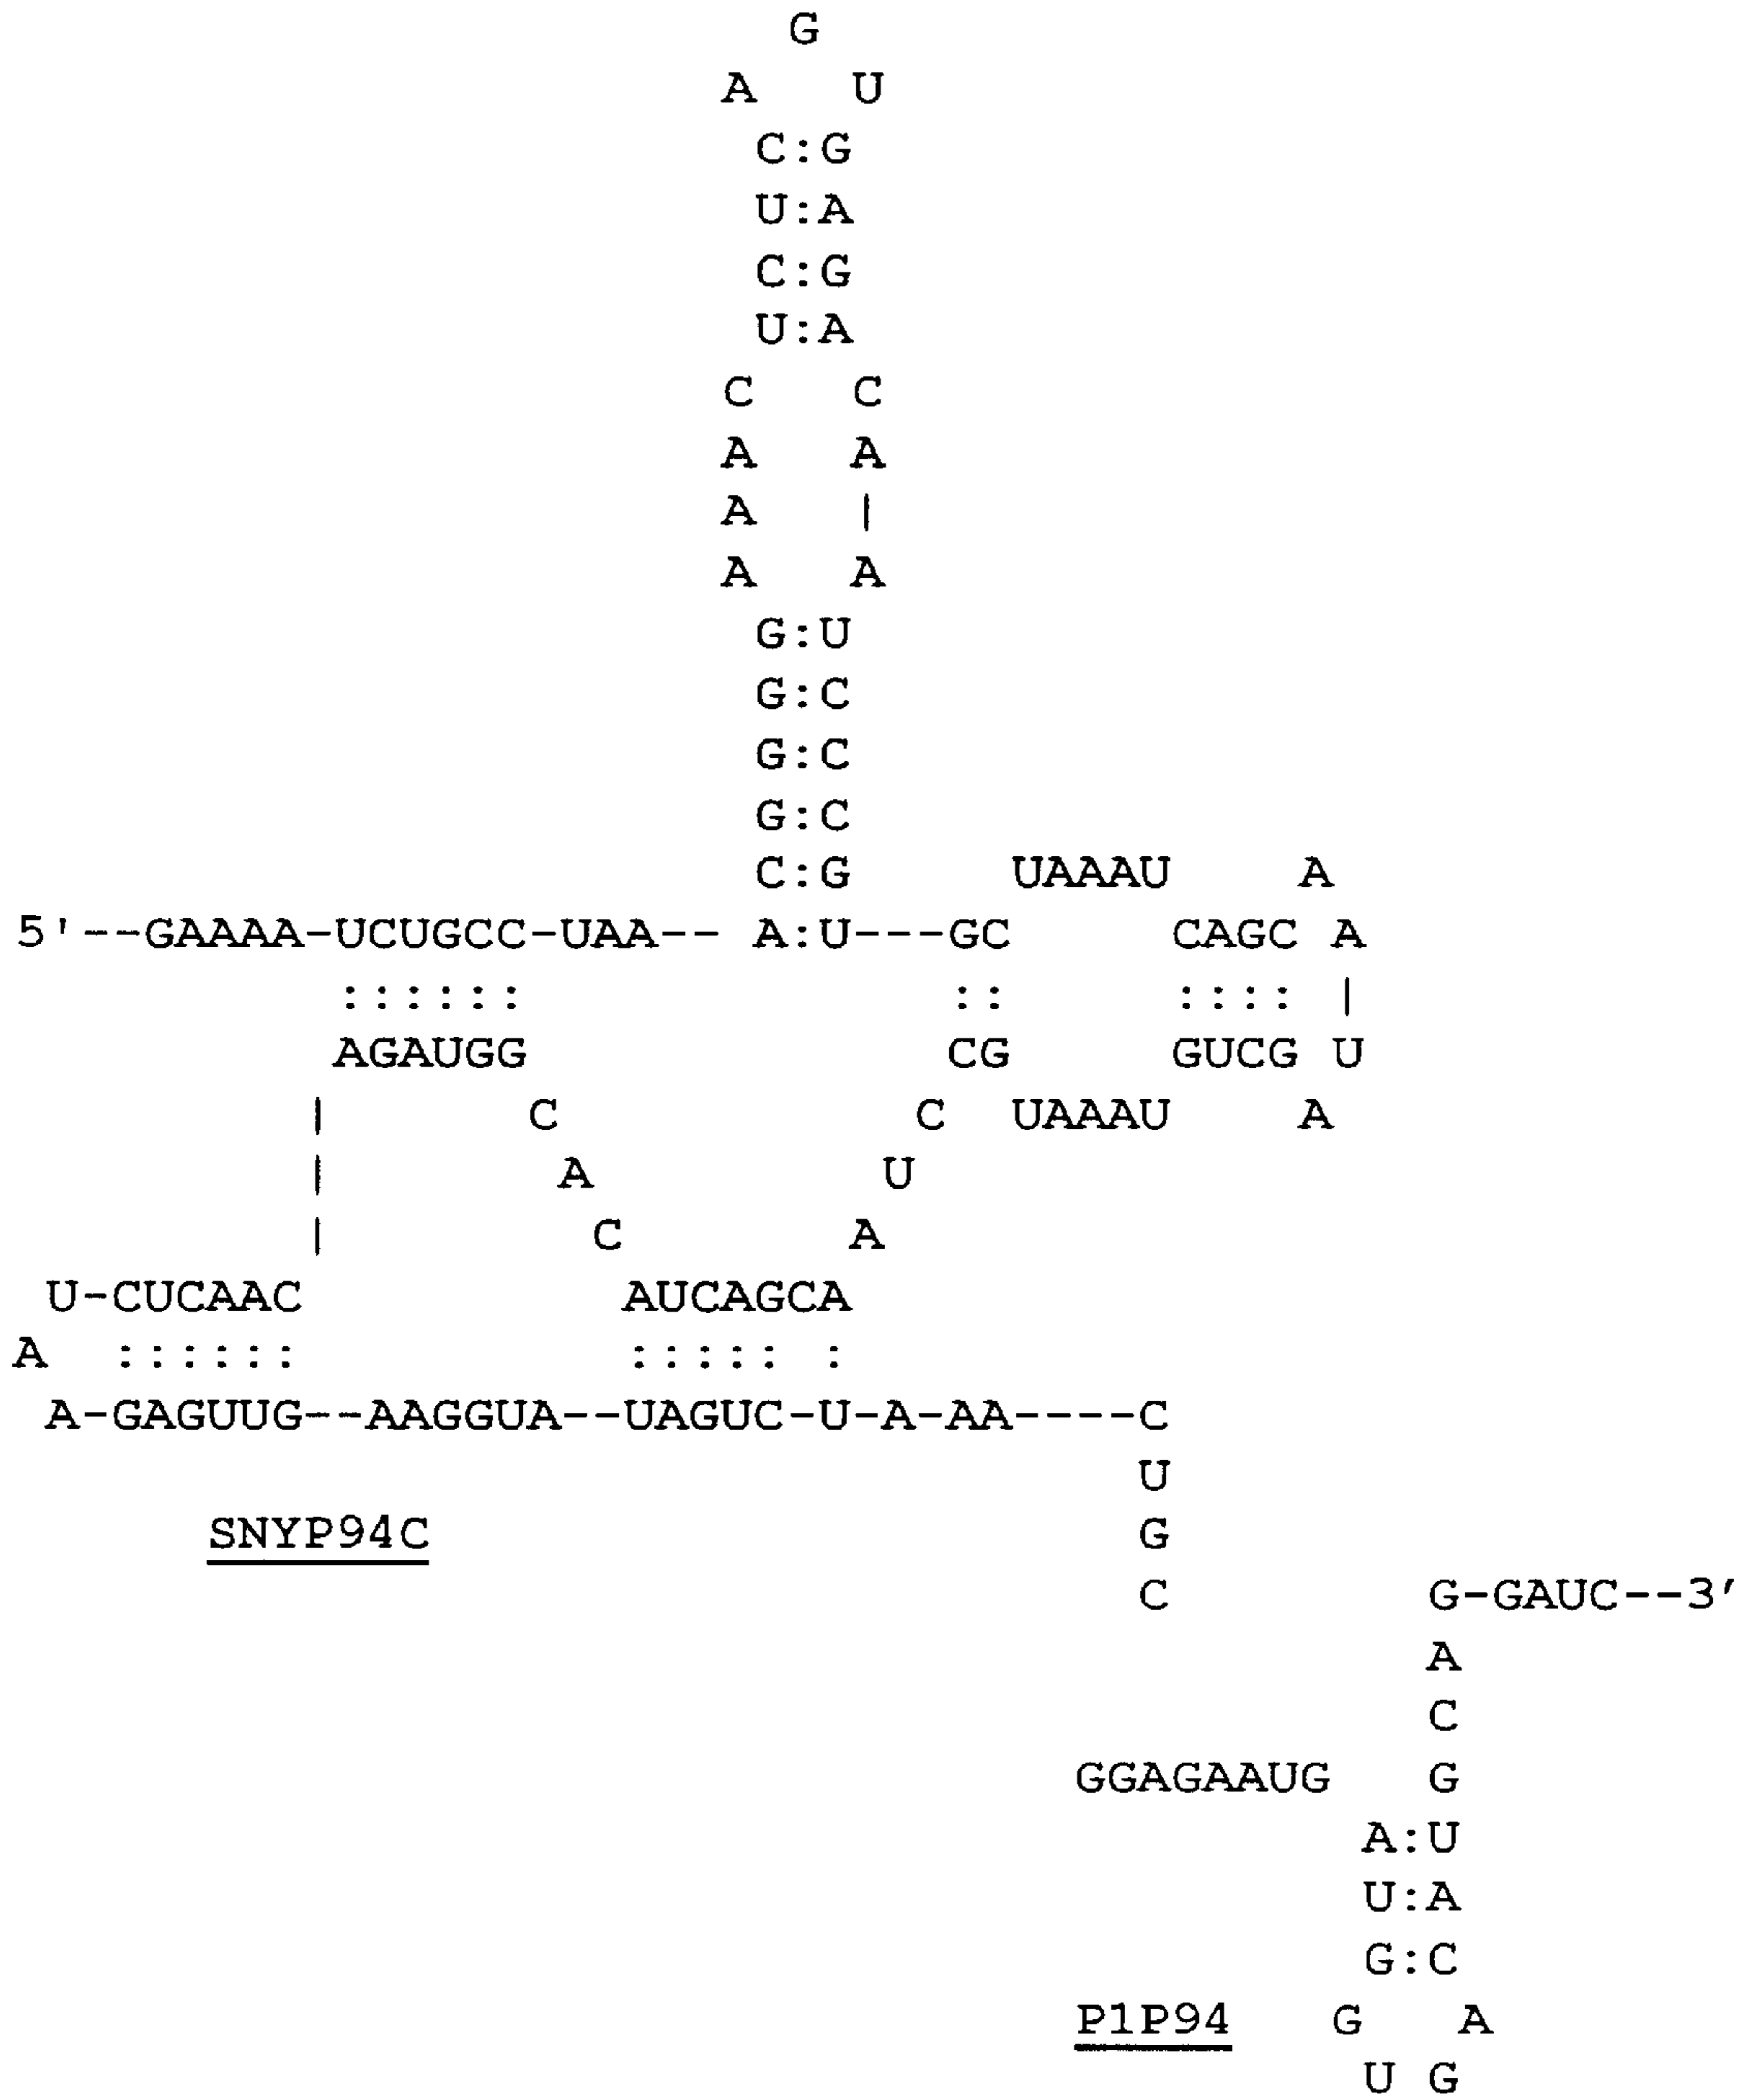 G
A U
C:G
U:A
C:G
U:A
C C
A A
A |
A A
G:U
G:C
G:C
G:C
C:G UAAAU A
5'--GAAAA-UCUGCC-UAA-- A:U---GC CAGC A
:::::: :: :::: |
AGAUGG CG GUCG U
| C C UAAAU A
| A U
| C A
U-CUCAAC AUCAGCA
A :::::: ::::: :
A-GAGUUG--AAGGUA--UAGUC-U-A-AA----C
U
SNYP94C G
C G-GAUC--3'
A
C
GGAGAAUG G
A:U
U:A
G:C
P1P94 G A
U G